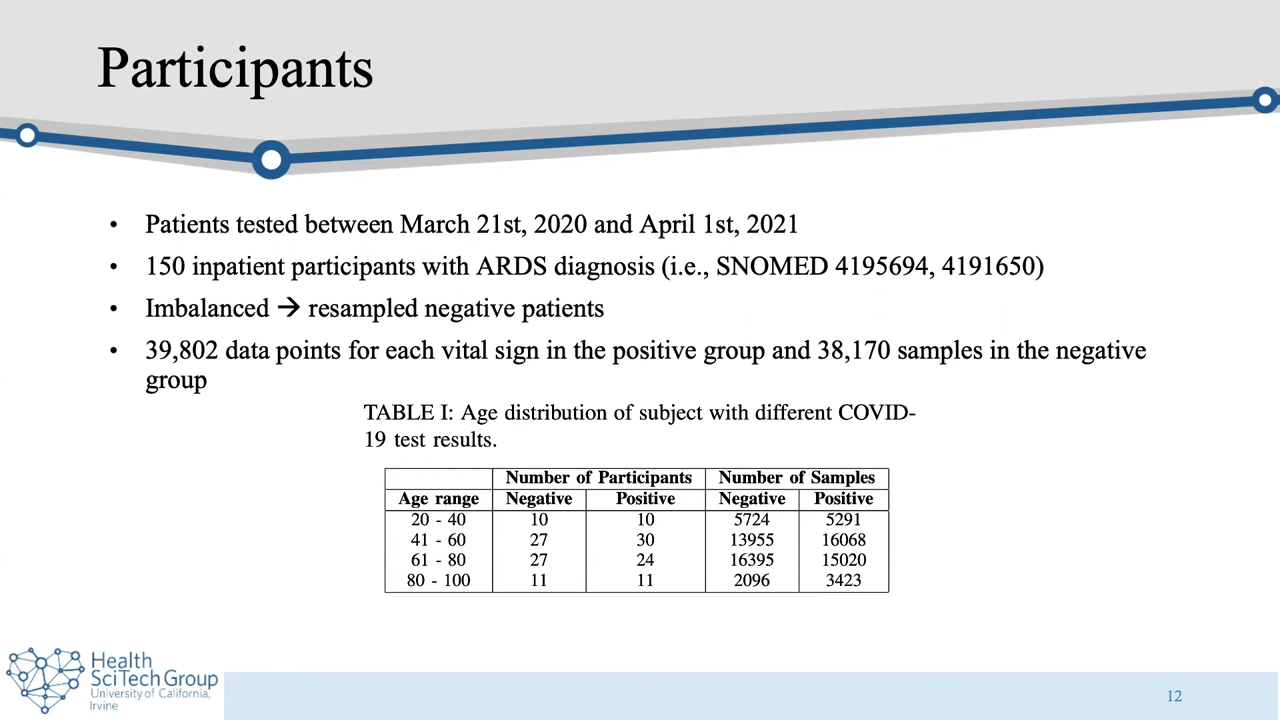 Participants
• Patients tested between March 21st, 2020 and April 1st, 2021
• 150 inpatient participants with ARDS diagnosis (i.e., SNOMED 4195694, 4191650)
• Imbalanced → resampled negative patients
• 39,802 data points for each vital sign in the positive group and 38,170 samples in the negative
group
TABLE I: Age distribution of subject with different COVID-
19 test results.
Number of Participants Number of Samples
Age range Negative Positive Negative Positive
20 - 40 10 10 5724 5291
41 - 60 27 30 13955 16068
61 - 80 27 24 16395 15020
80 - 100 11 11 2096 3423
Health
SciTech Group
University of California,
Irvine
12